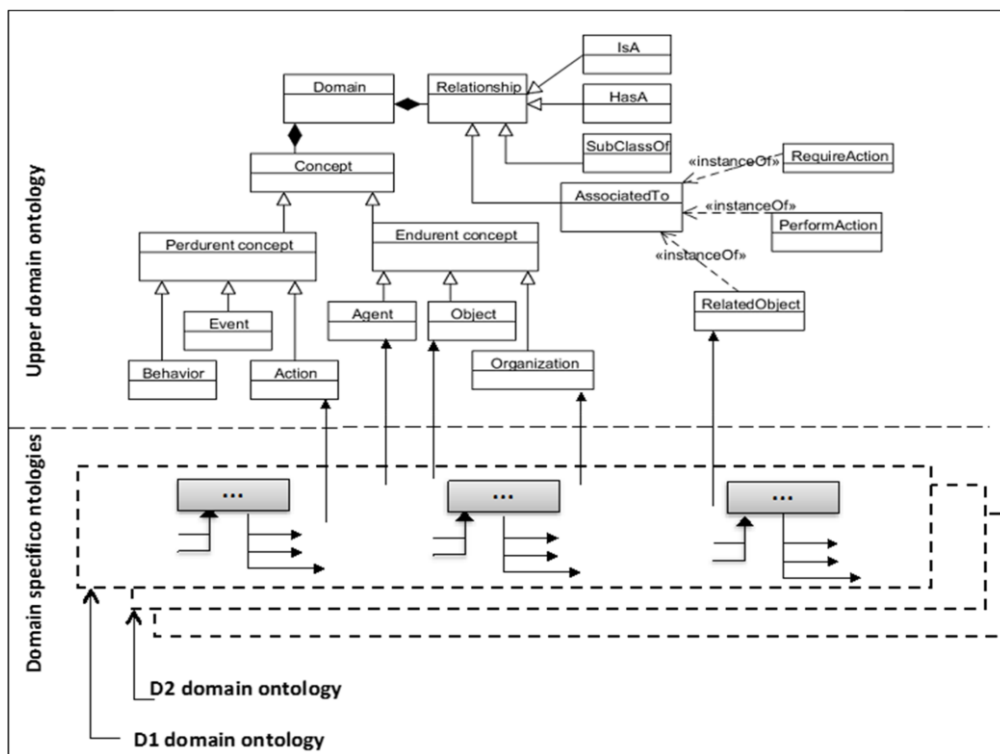 Upper domain ontology
IsA
Domain
Relationship
HasA
SubClassOf
Concept
«instanceOf»
RequireAction
AssociatedTo
«instanceOf»
PerformAction
Perdurent concept
Endurent concept
«instanceOf»
RelatedObject
Event
Agent
Object
Behavior
Action
Organization
Domain specifico ntologies
...
...
...
D2 domain ontology
D1 domain ontology